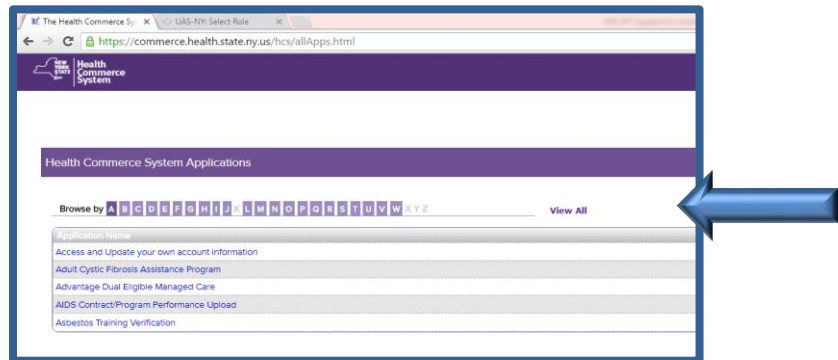 The Health Commerce Sys
UAS-NY: Select Role
https://commerce.health.state.ny.us/hcs/allApps.html
NEW YORK STATE
Health Commerce System
Health Commerce System Applications
Browse by A B C D E F G H I J K L M N O P Q R S T U V W X Y Z
View All
Application Name
Access and Update your own account information
Adult Cystic Fibrosis Assistance Program
Advantage Dual Eligible Managed Care
AIDS Contract/Program Performance Upload
Asbestos Training Verification